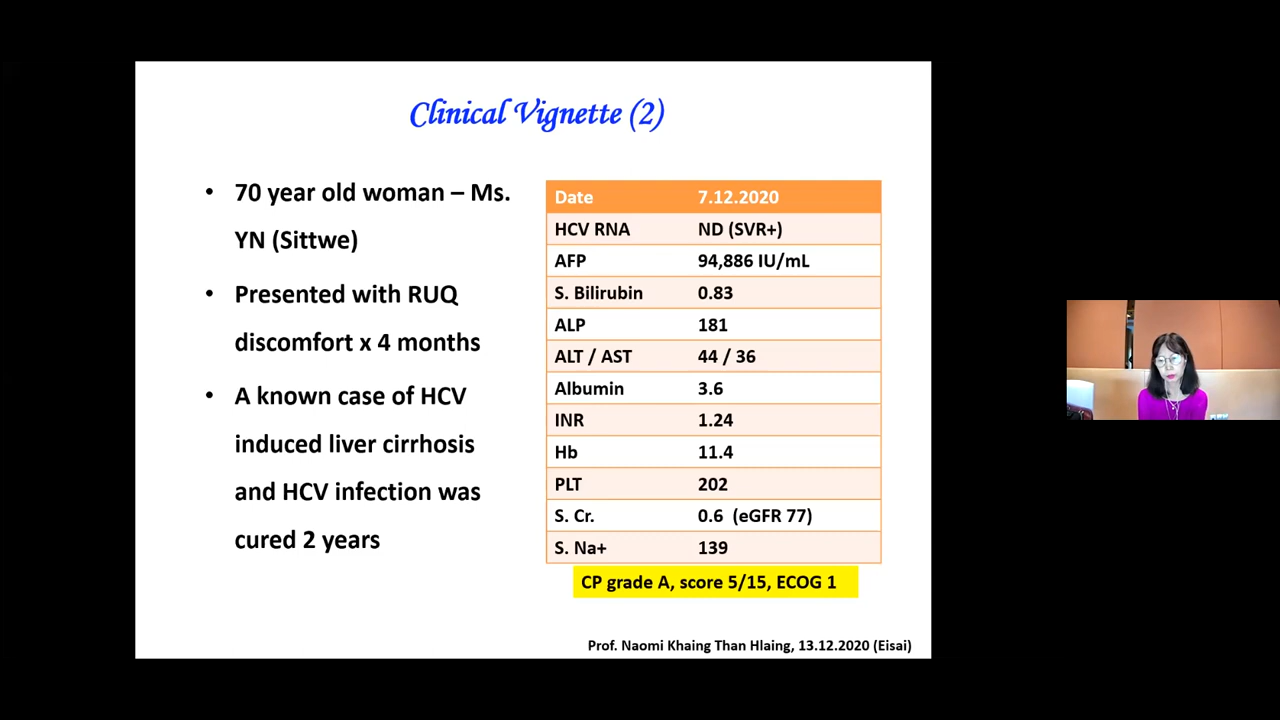 Clinical Vignette (2)
• 70 year old woman – Ms.
YN (Sittwe)
• Presented with RUQ
discomfort x 4 months
• A known case of HCV
induced liver cirrhosis
and HCV infection was
cured 2 years
Date 7.12.2020
HCV RNA ND (SVR+)
AFP 94,886 IU/mL
S. Bilirubin 0.83
ALP 181
ALT / AST 44 / 36
Albumin 3.6
INR 1.24
Hb 11.4
PLT 202
S. Cr. 0.6 (eGFR 77)
S. Na+ 139
CP grade A, score 5/15, ECOG 1
Prof. Naomi Khaing Than Hlaing, 13.12.2020 (Eisai)